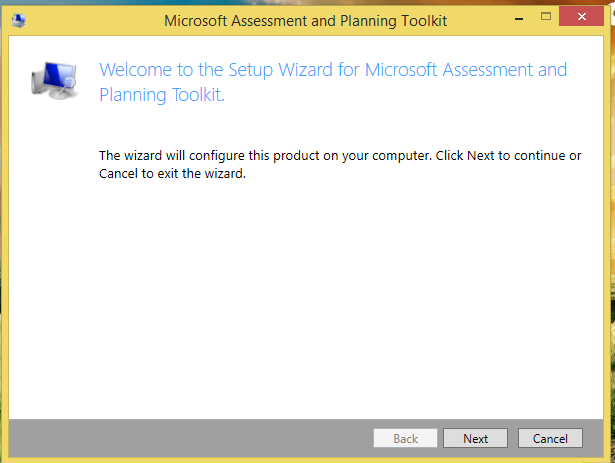 Microsoft Assessment and Planning Toolkit
Welcome to the Setup Wizard for Microsoft Assessment and
Planning Toolkit.
The wizard will configure this product on your computer. Click Next to continue or
Cancel to exit the wizard.
Back
Next
Cancel